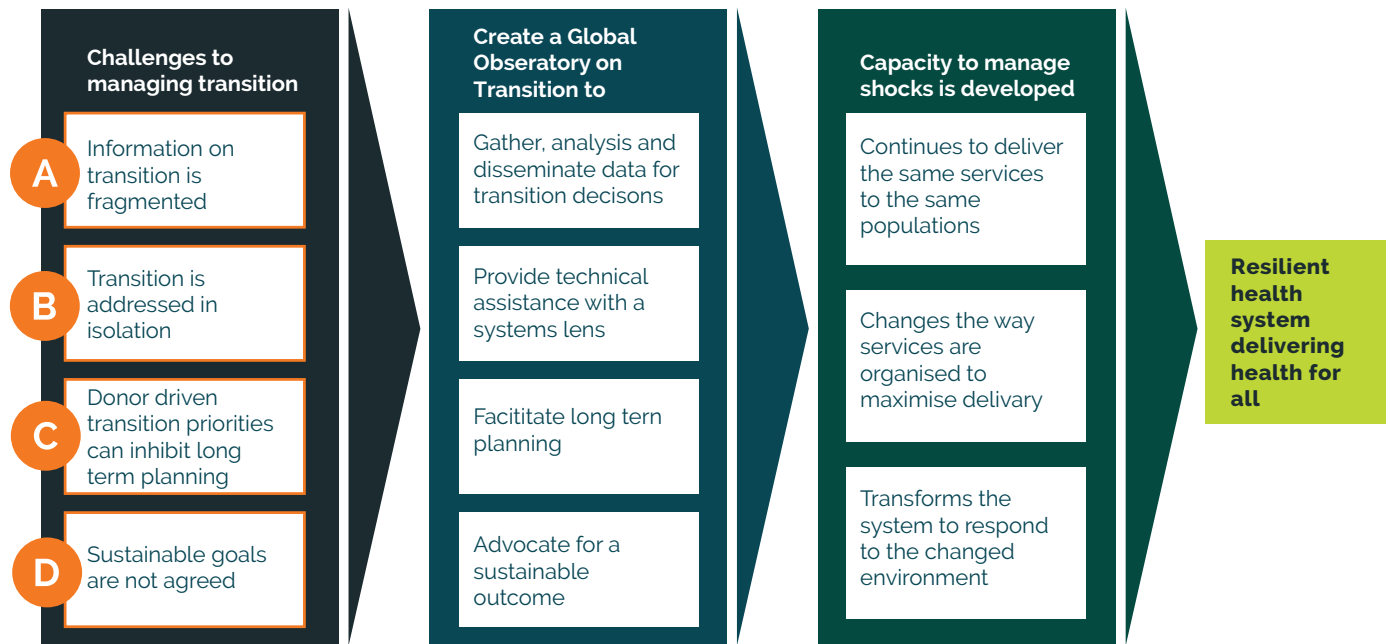 Challenges to
managing transition
A
Information on
transition is
fragmented
B
Transition is
addressed in
isolation
C
Donor driven
transition priorities
can inhibit long
term planning
D
Sustainable goals
are not agreed
Create a Global
Obseratory on
Transition to
Gather, analysis and
disseminate data for
transition decisons
Provide technical
assistance with a
systems lens
Facititate long tern
planning
Advocate for a
sustainable
outcome
Capacity to manage
shocks is developed
Continues to deliver
the same services
to the same
populations
Changes the way
services are
organised to
maximise delivary
Transforms the
system to respond
to the changed
environment
Resilient
health
system
delivering
health for
all